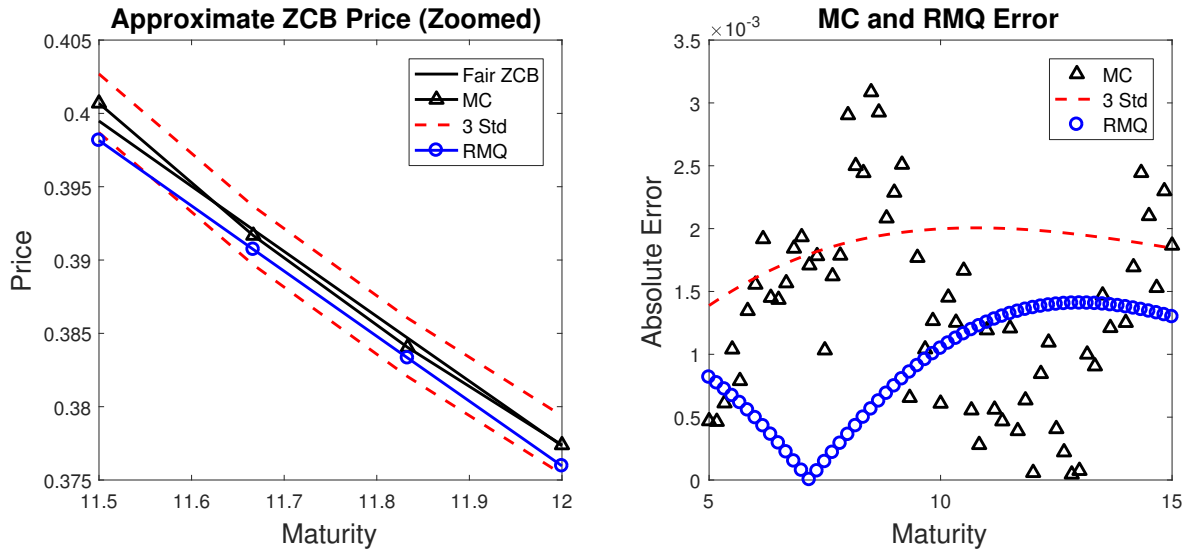 Approximate ZCB Price (Zoomed)
0.405
0.4
0.395
0.39
0.385
0.38
0.375
Price
11.5
11.6
11.7
11.8
11.9
12
Maturity
Fair ZCB
MC
3 Std
RMQ
MC and RMQ Error
×10⁻³
3.5
3
2.5
2
1.5
1
0.5
0
Absolute Error
5
10
15
Maturity
MC
3 Std
RMQ